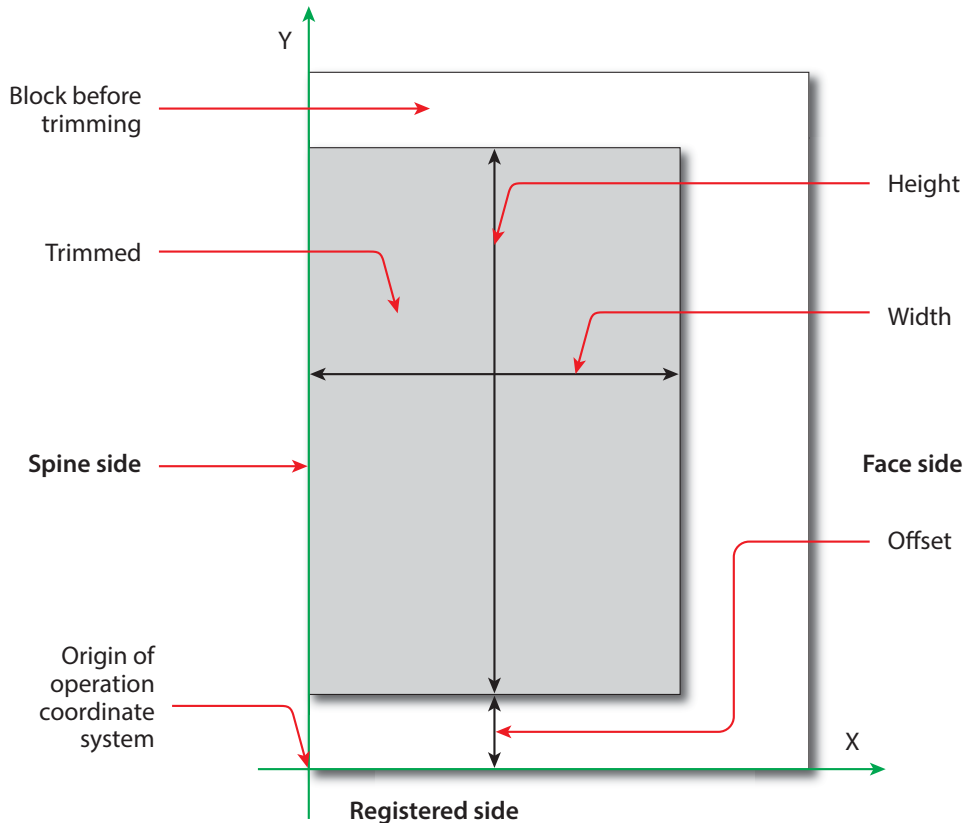 Y
Block before
trimming
Height
Trimmed
Width
Spine side
Face side
Offset
Origin of
operation
coordinate
system
X
Registered side